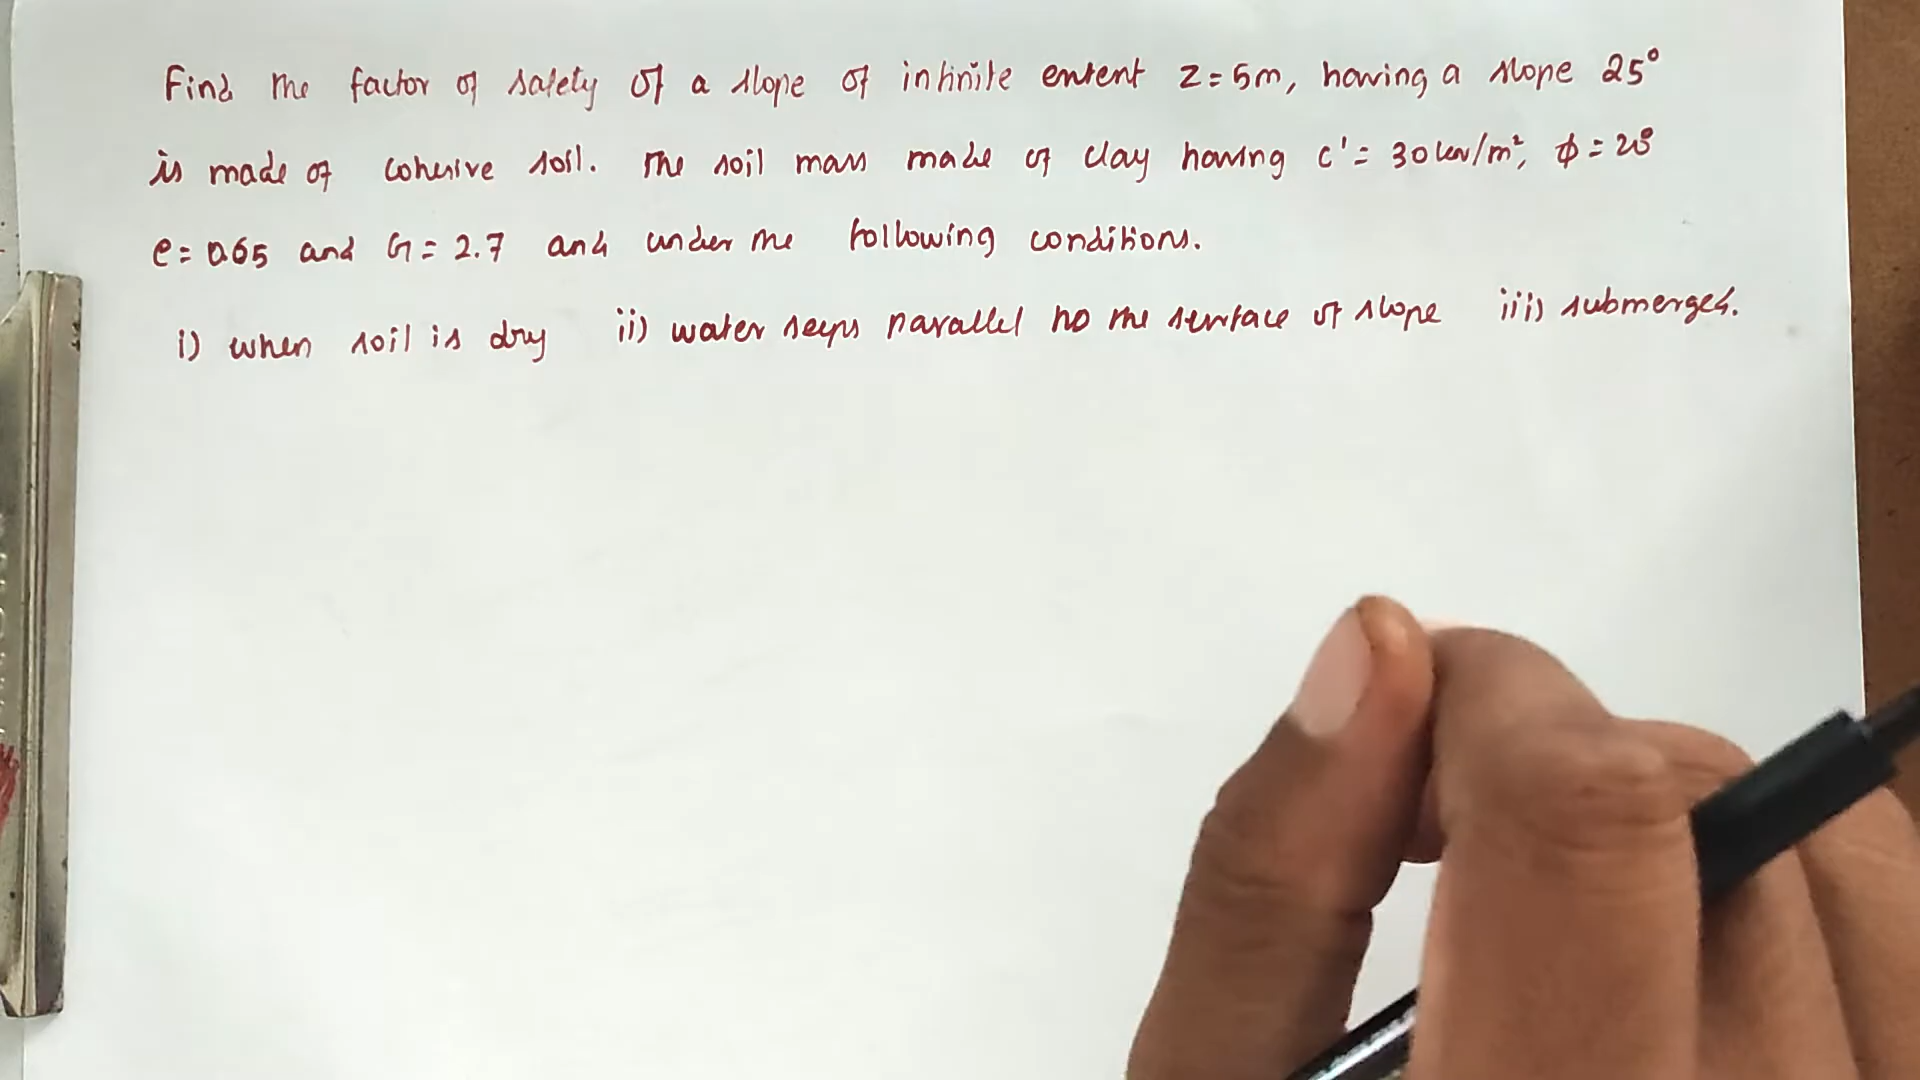 Find the factor of safety of a slope of infinite extent z = 5m, having a slope 25°
is made of cohesive soil. The soil mass made of clay having c' = 30 kN/m², ϕ = 20°
e = 0.65 and G = 2.7 and under the following conditions.
i) when soil is dry ii) water seeps parallel to the surface of slope iii) submerged.